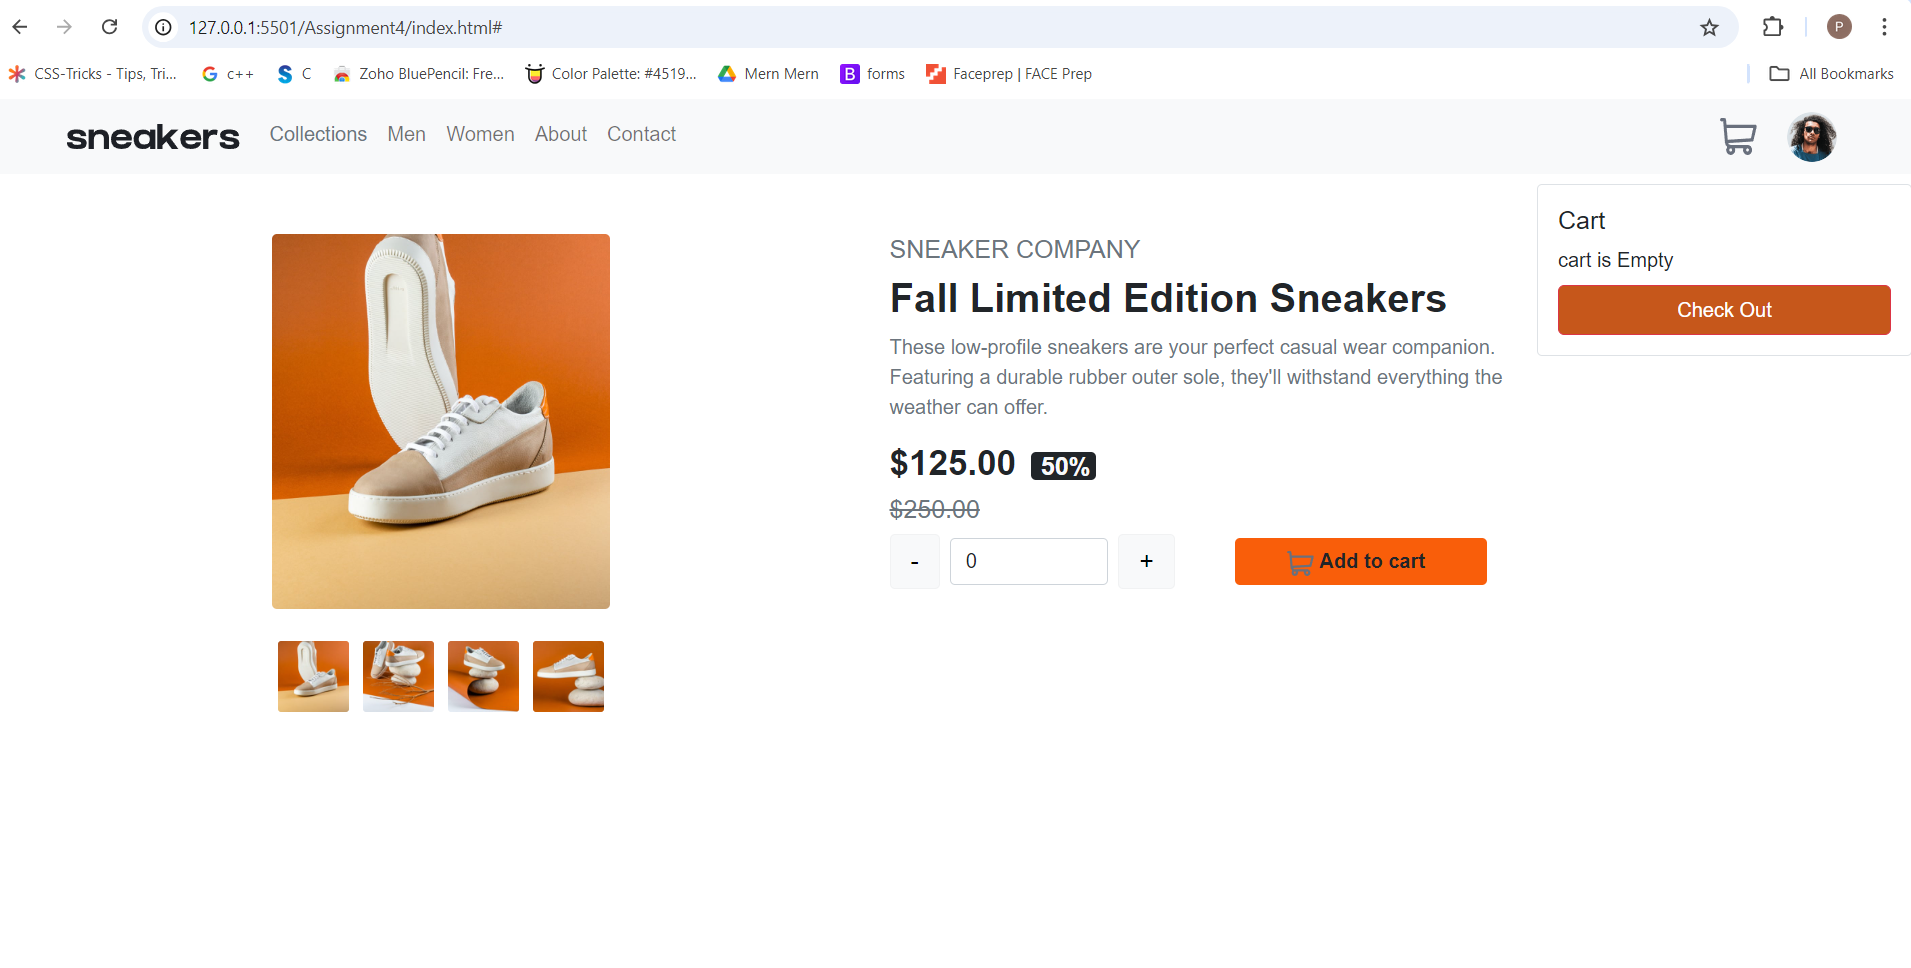 127.0.0.1:5501/Assignment4/index.html#
P
CSS-Tricks - Tips, Tri...
c++
C
Zoho BluePencil: Fre...
Color Palette: #4519...
Mern Mern
forms
Faceprep | FACE Prep
All Bookmarks
sneakers
Collections Men Women About Contact
Cart
cart is Empty
Check Out
SNEAKER COMPANY
Fall Limited Edition Sneakers
These low-profile sneakers are your perfect casual wear companion.
Featuring a durable rubber outer sole, they'll withstand everything the
weather can offer.
$125.00 50%
$250.00
- 0 + Add to cart